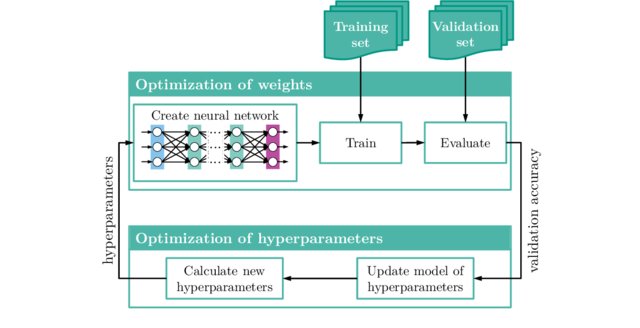 Training
set
Validation
set
Optimization of weights
Create neural network
Train
Evaluate
hyperparameters
validation accuracy
Optimization of hyperparameters
Calculate new
hyperparameters
Update model of
hyperparameters